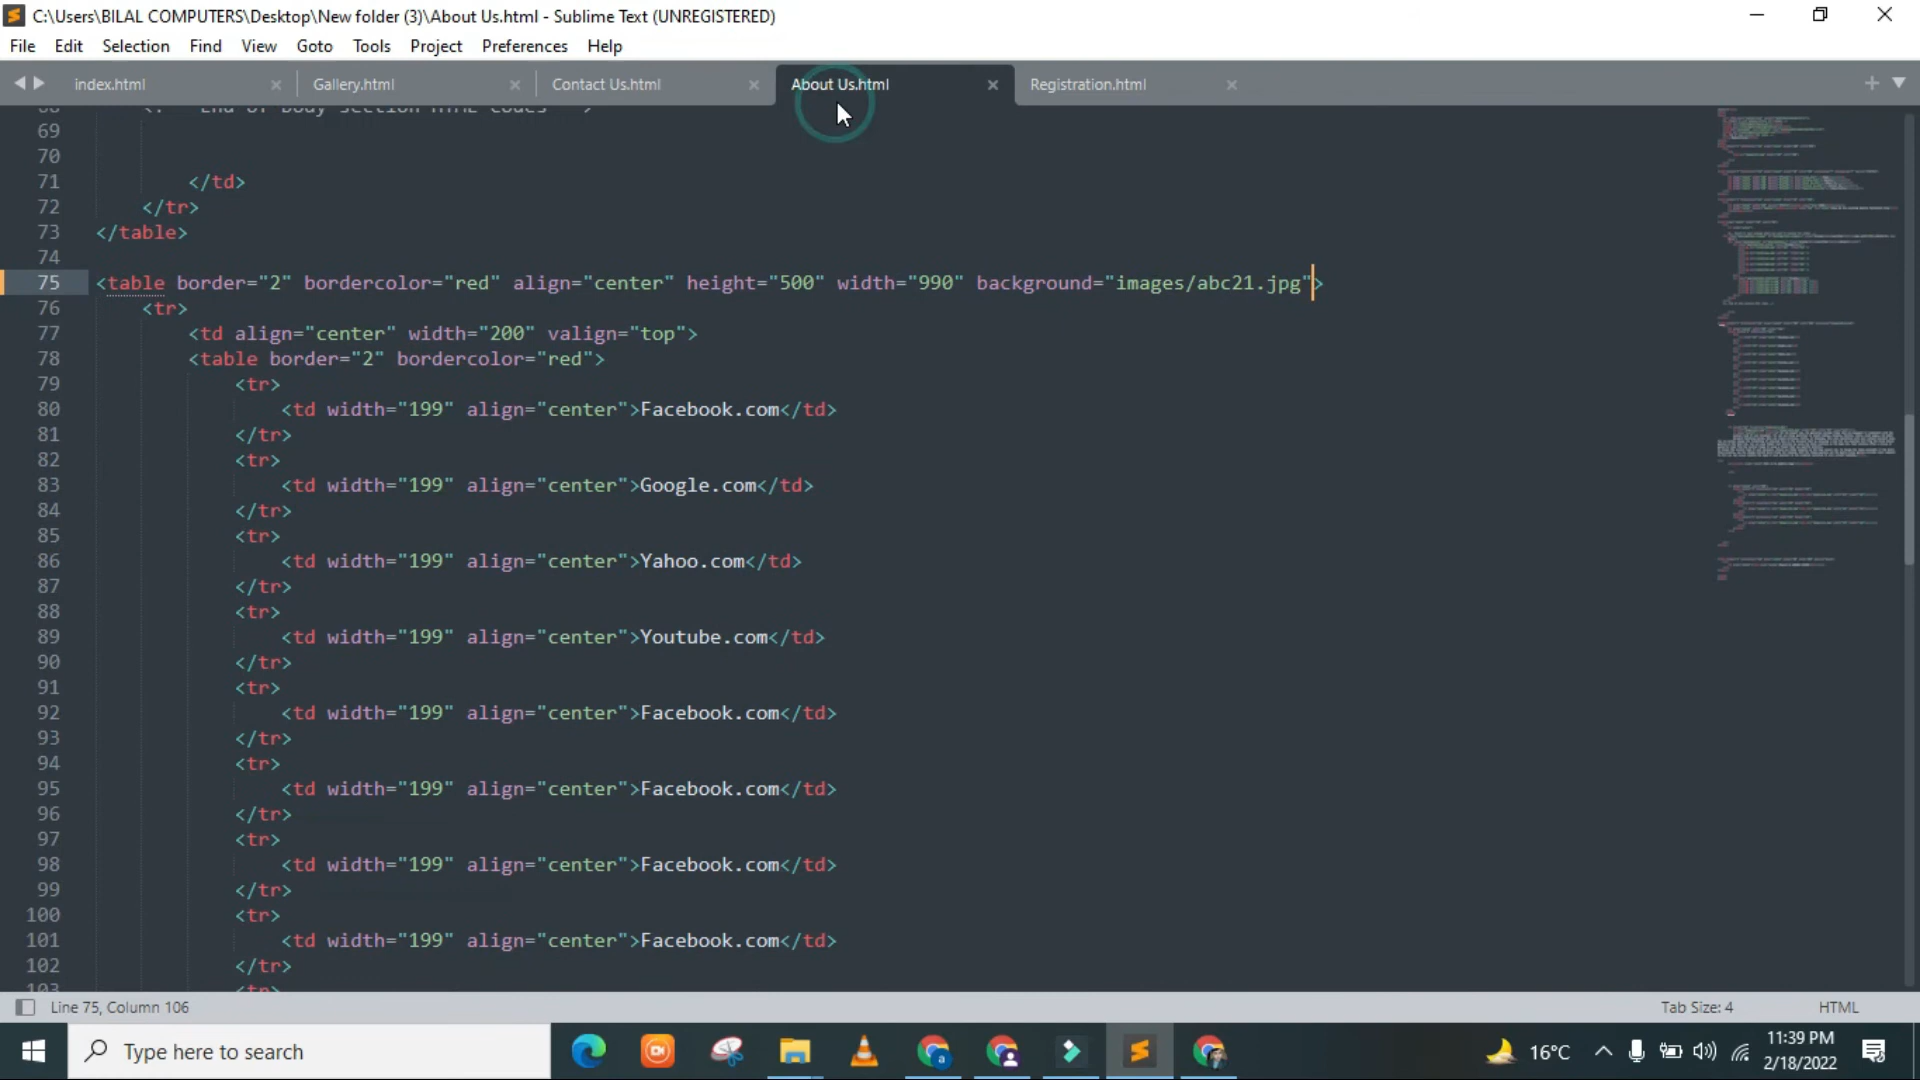 C:\Users\BILAL COMPUTERS\Desktop\New folder (3)\About Us.html - Sublime Text (UNREGISTERED)
File Edit Selection Find View Goto Tools Project Preferences Help
index.html Gallery.html Contact Us.html About Us.html Registration.html
69
70
71 </td>
72 </tr>
73 </table>
74
75 <table border="2" bordercolor="red" align="center" height="500" width="990" background="images/abc21.jpg">
76 <tr>
77 <td align="center" width="200" valign="top">
78 <table border="2" bordercolor="red">
79 <tr>
80 <td width="199" align="center">Facebook.com</td>
81 </tr>
82 <tr>
83 <td width="199" align="center">Google.com</td>
84 </tr>
85 <tr>
86 <td width="199" align="center">Yahoo.com</td>
87 </tr>
88 <tr>
89 <td width="199" align="center">Youtube.com</td>
90 </tr>
91 <tr>
92 <td width="199" align="center">Facebook.com</td>
93 </tr>
94 <tr>
95 <td width="199" align="center">Facebook.com</td>
96 </tr>
97 <tr>
98 <td width="199" align="center">Facebook.com</td>
99 </tr>
100 <tr>
101 <td width="199" align="center">Facebook.com</td>
102 </tr>
103 <tr>
Line 75, Column 106 Tab Size: 4 HTML
Type here to search 16°C 11:39 PM
2/18/2022